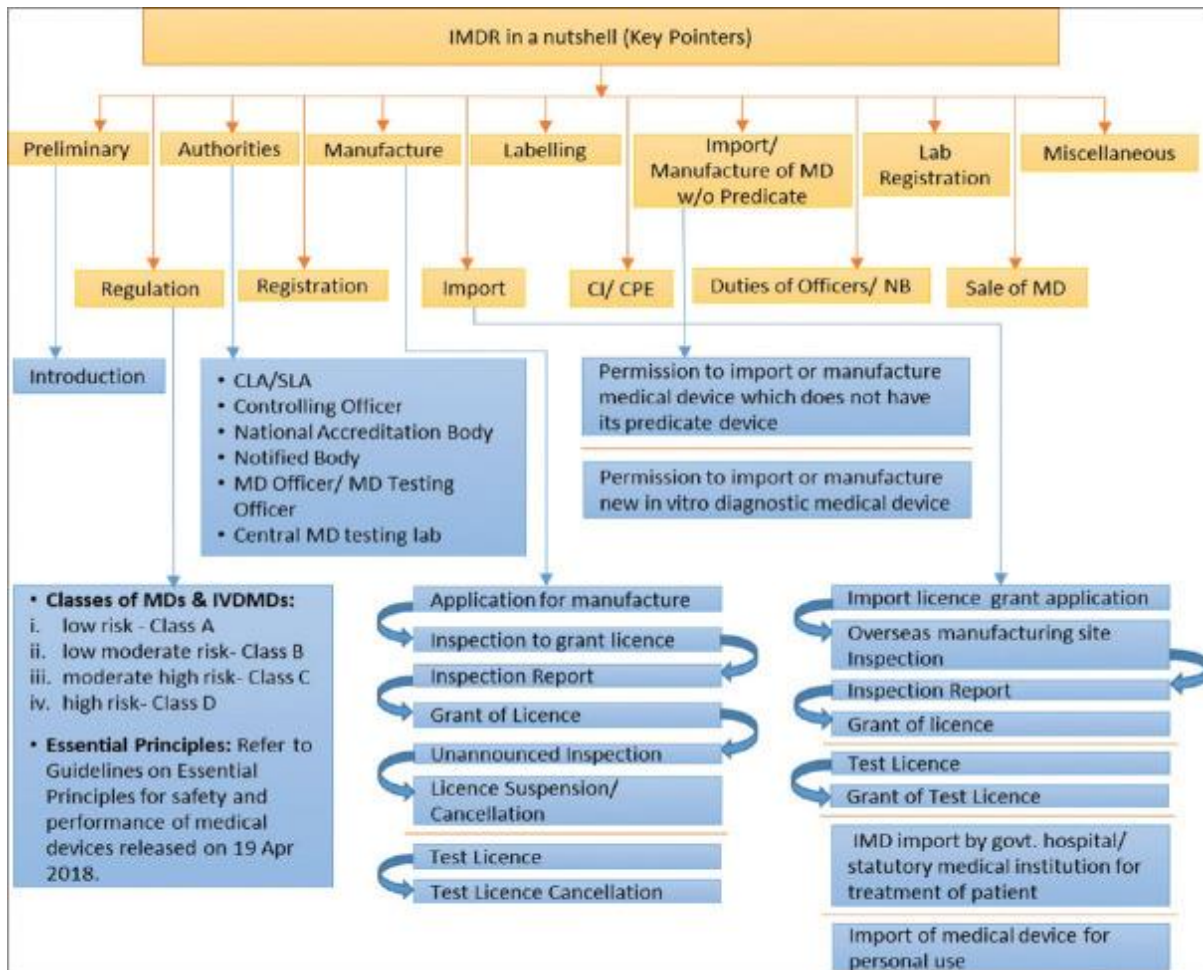 IMDR in a nutshell (Key Pointers)
Preliminary
Authorities
Manufacture
Labelling
Import/
Manufacture of MD
w/o Predicate
Lab
Registration
Miscellaneous
Regulation
Registration
Import
CI/ CPE
Duties of Officers/ NB
Sale of MD
Introduction
• CLA/SLA
• Controlling Officer
• National Accreditation Body
• Notified Body
• MD Officer/ MD Testing
Officer
• Central MD testing lab
Permission to import or manufacture
medical device which does not have
its predicate device
Permission to import or manufacture
new in vitro diagnostic medical device
• Classes of MDs & IVDMDs:
i. low risk - Class A
ii. low moderate risk- Class B
iii. moderate high risk- Class C
iv. high risk- Class D
• Essential Principles: Refer to
Guidelines on Essential
Principles for safety and
performance of medical
devices released on 19 Apr
2018.
Application for manufacture
Inspection to grant licence
Inspection Report
Grant of Licence
Unannounced Inspection
Licence Suspension/
Cancellation
Test Licence
Test Licence Cancellation
Import licence grant application
Overseas manufacturing site
Inspection
Inspection Report
Grant of licence
Test Licence
Grant of Test Licence
IMD import by govt. hospital/
statutory medical institution for
treatment of patient
Import of medical device for
personal use